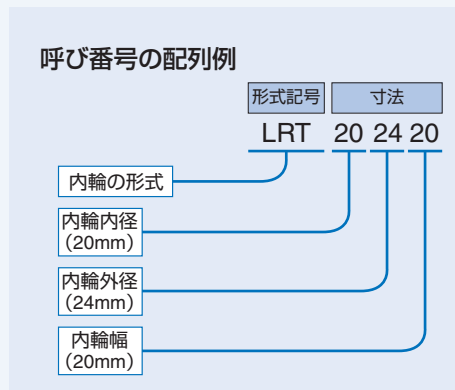 呼び番号の配列例
形式記号 寸法
LRT 20 24 20
内輪の形式
内輪内径
(20mm)
内輪外径
(24mm)
内輪幅
(20mm)